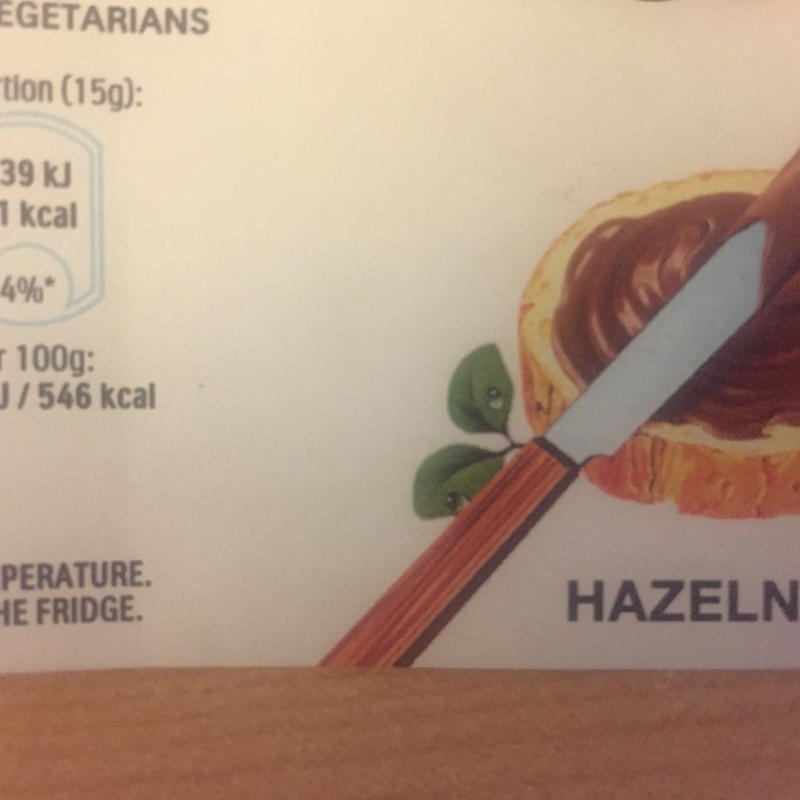 EGETARIANS
rtion (15g):
39 kJ
1 kcal
4%*
r 100g:
J / 546 kcal
PERATURE.
HE FRIDGE.
HAZELN